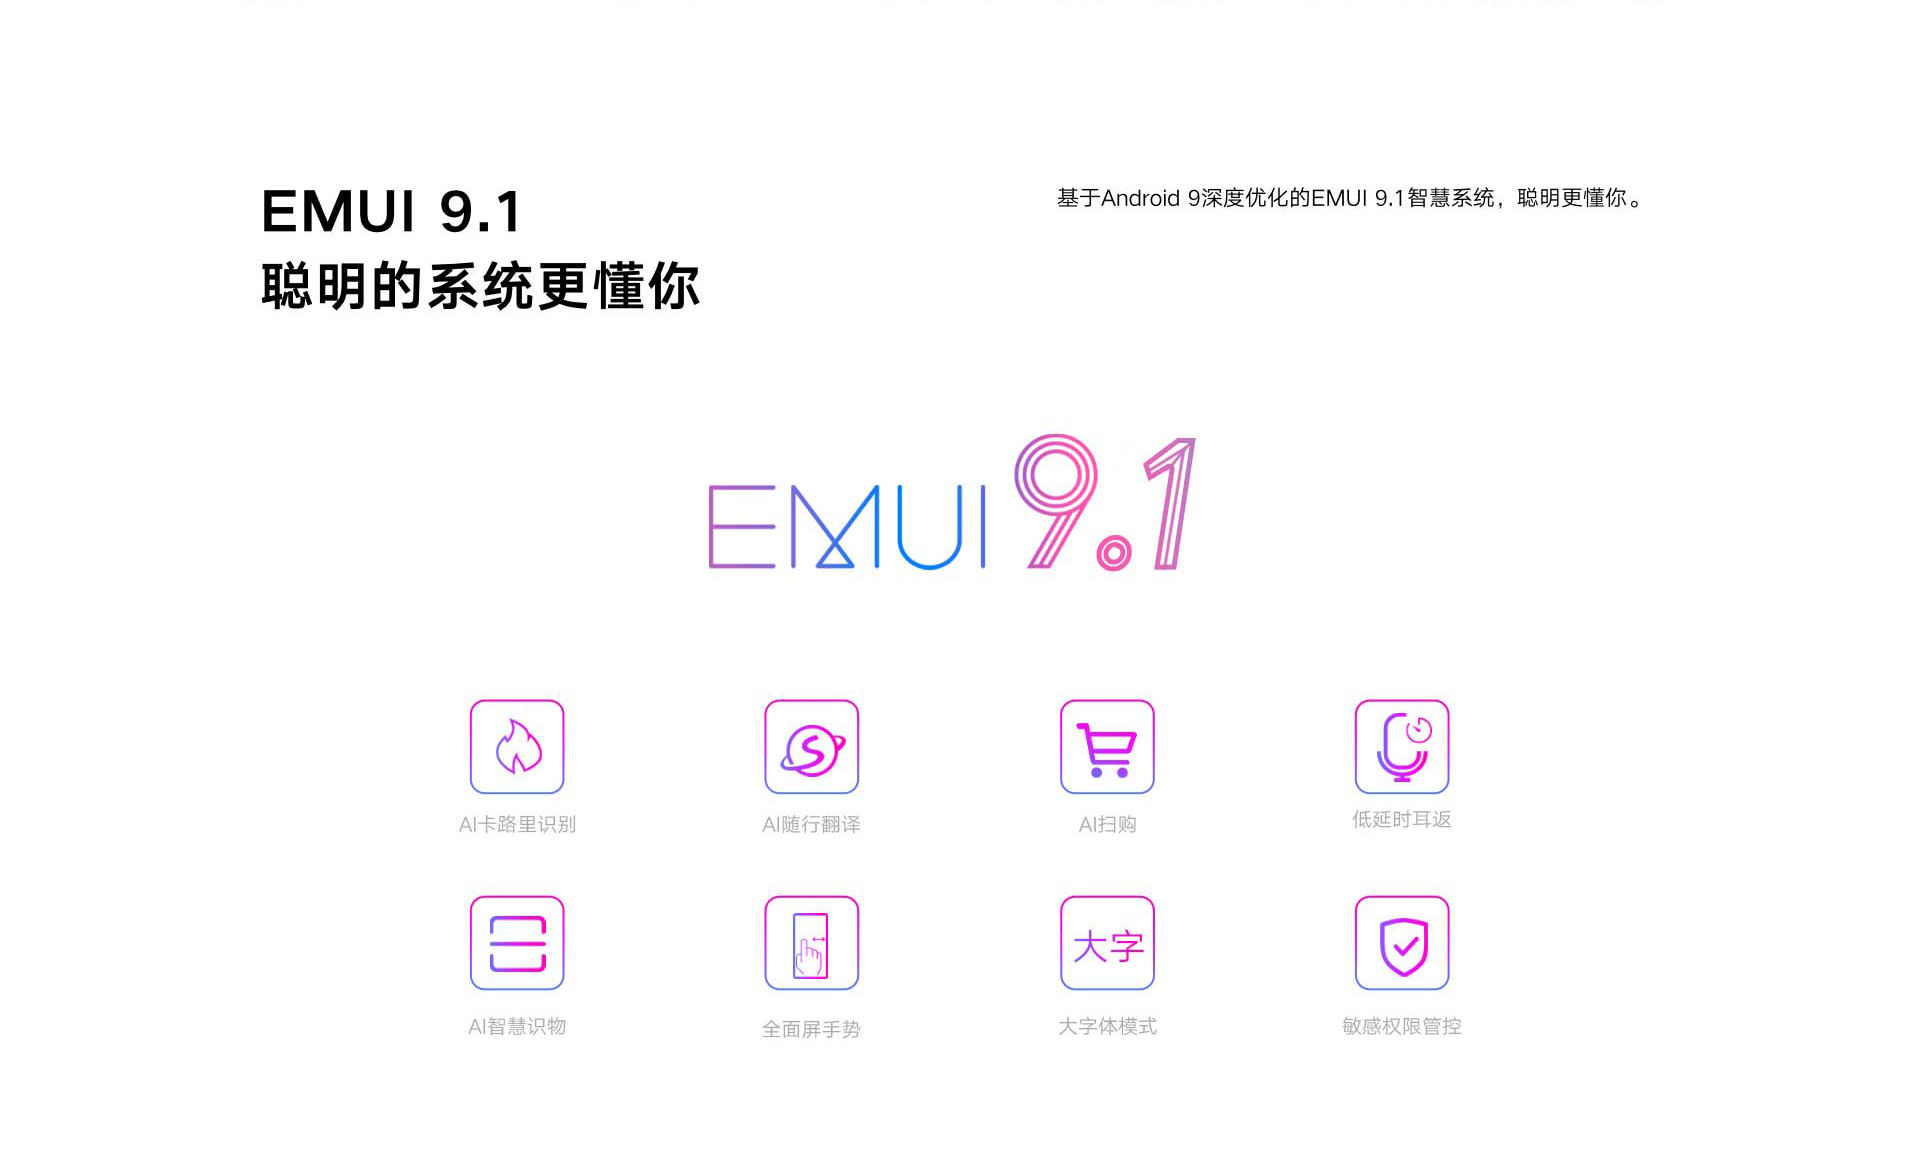 EMUI 9.1
聪明的系统更懂你
基于Android 9深度优化的EMUI 9.1智慧系统，聪明更懂你。
EMUI 9.1
AI卡路里识别
AI随行翻译
AI扫购
低延时耳返
大字
AI智慧识物
全面屏手势
大字体模式
敏感权限管控